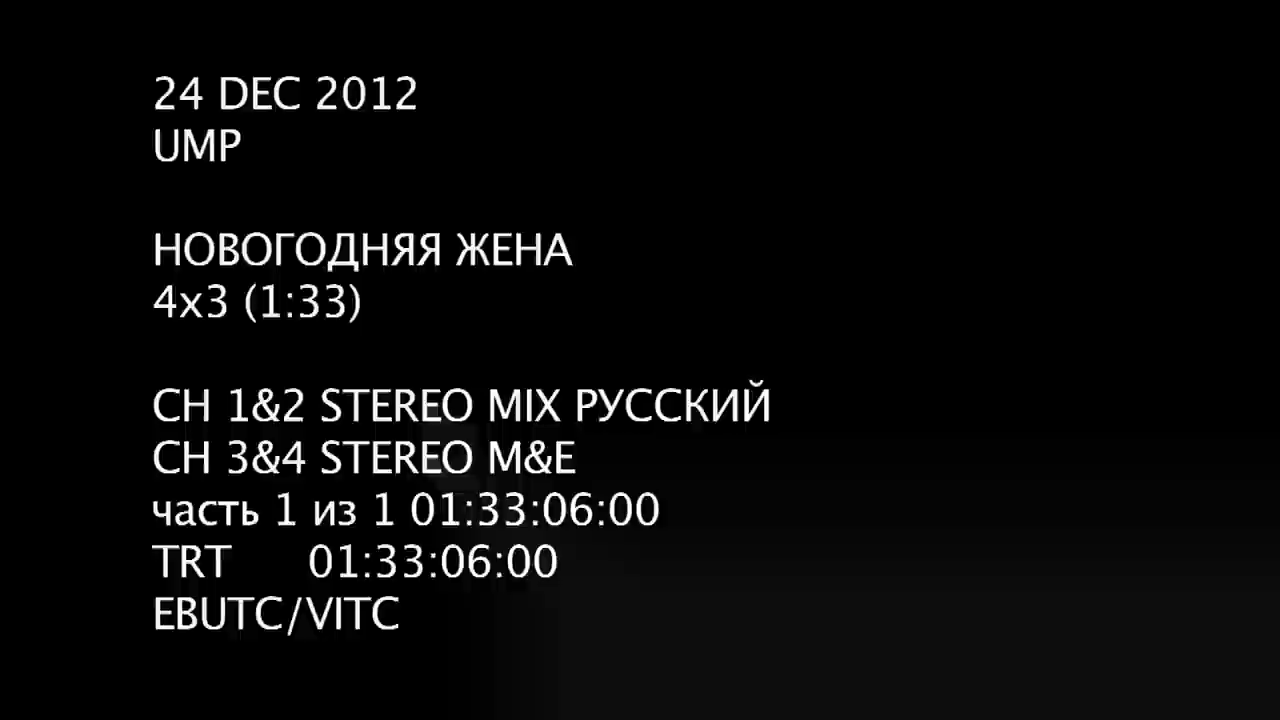 24 DEC 2012
UMP
НОВОГОДНЯЯ ЖЕНА
4x3 (1:33)
CH 1&2 STEREO MIX РУССКИЙ
CH 3&4 STEREO M&E
часть 1 из 1 01:33:06:00
TRT 01:33:06:00
EBUTC/VITC